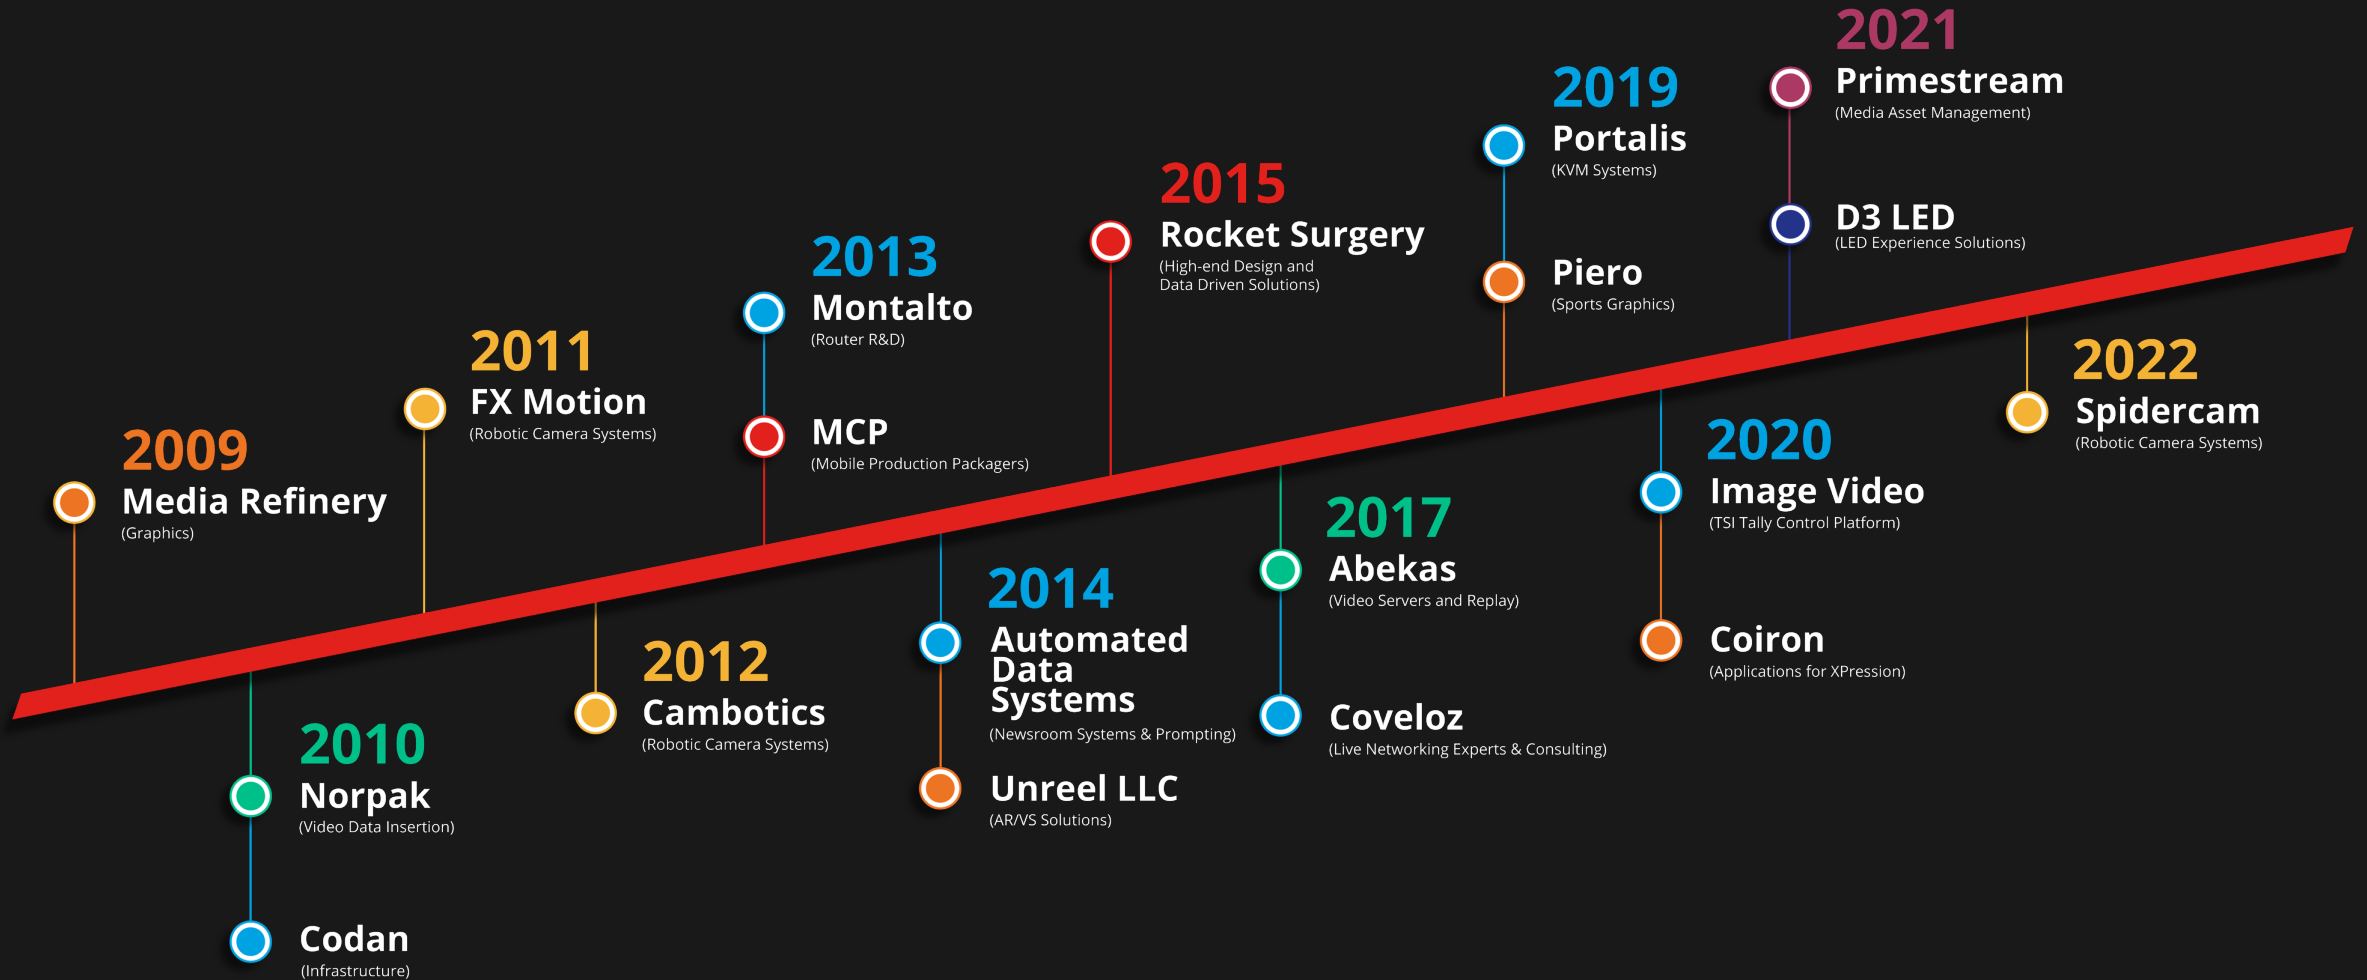 2009
Media Refinery
(Graphics)
2010
Norpak
(Video Data Insertion)
Codan
(Infrastructure)
2011
FX Motion
(Robotic Camera Systems)
2012
Cambotics
(Robotic Camera Systems)
2013
Montalto
(Router R&D)
MCP
(Mobile Production Packagers)
2014
Automated
Data
Systems
(Newsroom Systems & Prompting)
Unreel LLC
(AR/VS Solutions)
2015
Rocket Surgery
(High-end Design and
Data Driven Solutions)
2017
Abekas
(Video Servers and Replay)
Coveloz
(Live Networking Experts & Consulting)
2019
Portalis
(KVM Systems)
Piero
(Sports Graphics)
2020
Image Video
(TSI Tally Control Platform)
Coiron
(Applications for XPression)
2021
Primestream
(Media Asset Management)
D3 LED
(LED Experience Solutions)
2022
Spidercam
(Robotic Camera Systems)